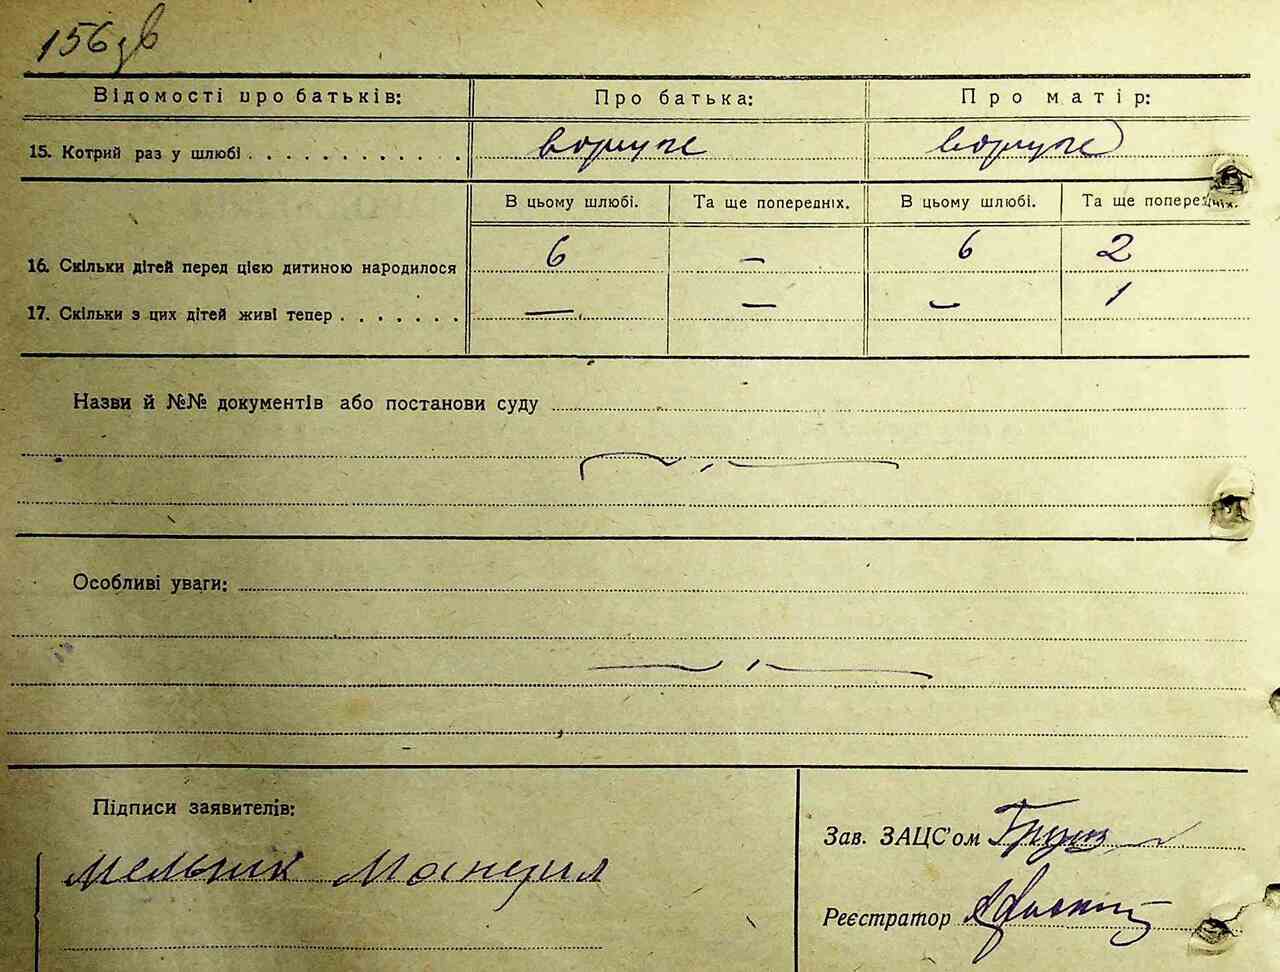 156 зв
Відомості про батьків: Про батька: Про матір:
15. Котрий раз у шлюбі . . . . . . . . . . . . вдруге вдруге
В цьому шлюбі. Та ще попередніх. В цьому шлюбі. Та ще попередніх.
16. Скільки дітей перед цією дитиною народилося 6 – 6 2
17. Скільки з цих дітей живі тепер . . . . . . . — – – 1
Назви й №№ документів або постанови суду
Особливі уваги:
Підписи заявителів:
Зав. ЗАЦС'ом
Мельник
Реєстратор